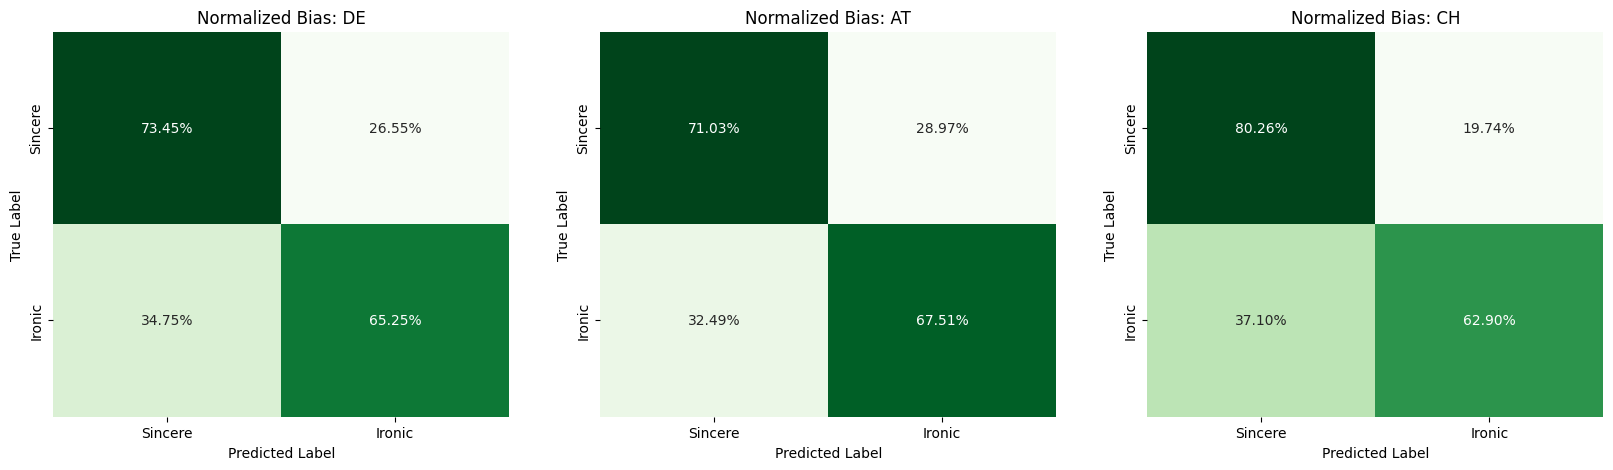 Normalized Bias: DE
Sincere
Ironic
True Label
73.45%
26.55%
34.75%
65.25%
Sincere
Ironic
Predicted Label
Normalized Bias: AT
Sincere
Ironic
True Label
71.03%
28.97%
32.49%
67.51%
Sincere
Ironic
Predicted Label
Normalized Bias: CH
Sincere
Ironic
True Label
80.26%
19.74%
37.10%
62.90%
Sincere
Ironic
Predicted Label